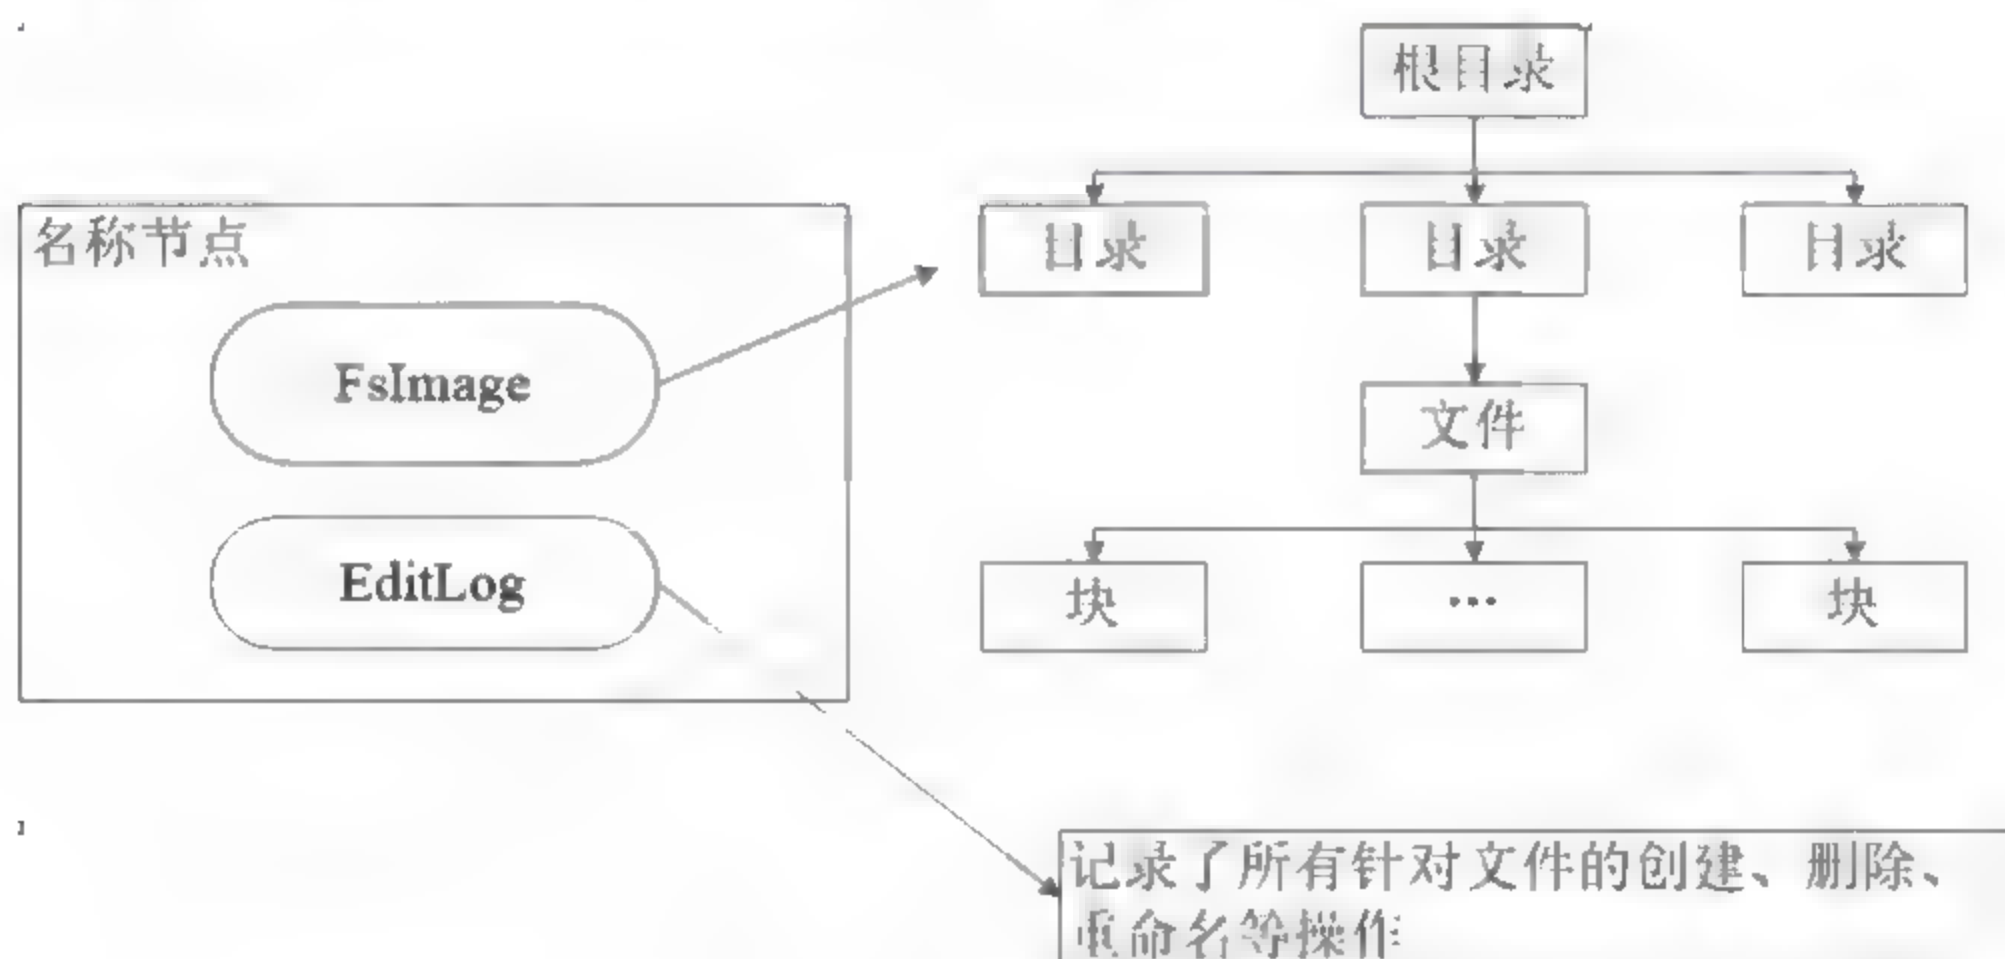 根目录
名称节点
目录
目录
目录
FsImage
文件
EditLog
块
...
块
记录了所有针对文件的创建、删除、
重命名等操作